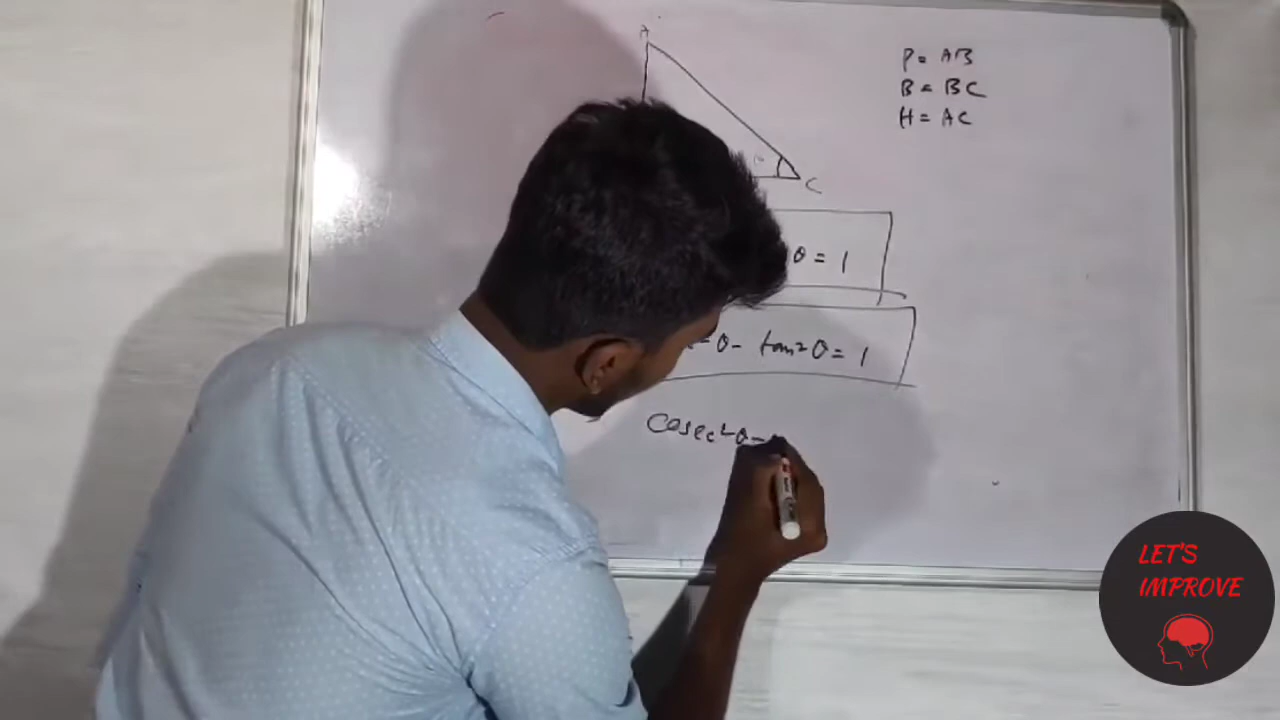 A
P = AB
B = BC
H = AC
C
θ = 1
θ - tan²θ = 1
Cosec²θ -
LET'S
IMPROVE